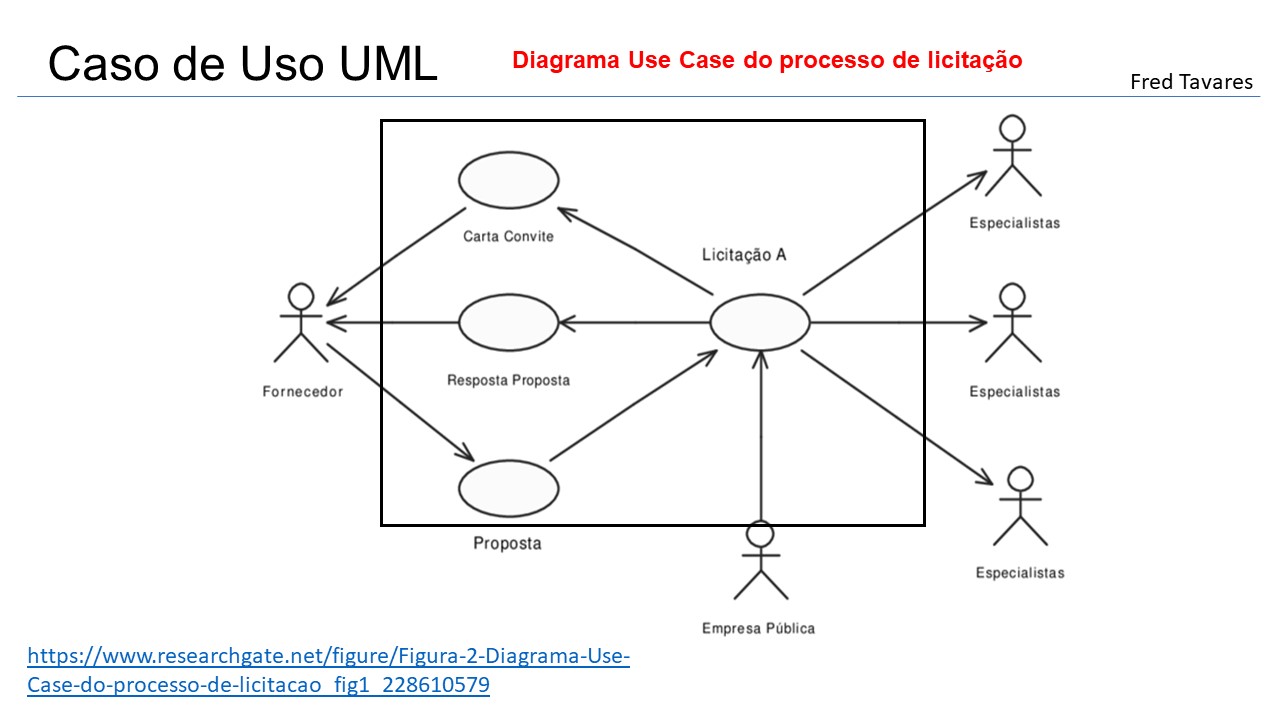 Caso de Uso UML
Diagrama Use Case do processo de licitação
Fred Tavares
Especialistas
Carta Convite
Licitação A
Fornecedor
Resposta Proposta
Especialistas
Proposta
Especialistas
Empresa Pública
https://www.researchgate.net/figure/Figura-2-Diagrama-Use-
Case-do-processo-de-licitacao_fig1_228610579